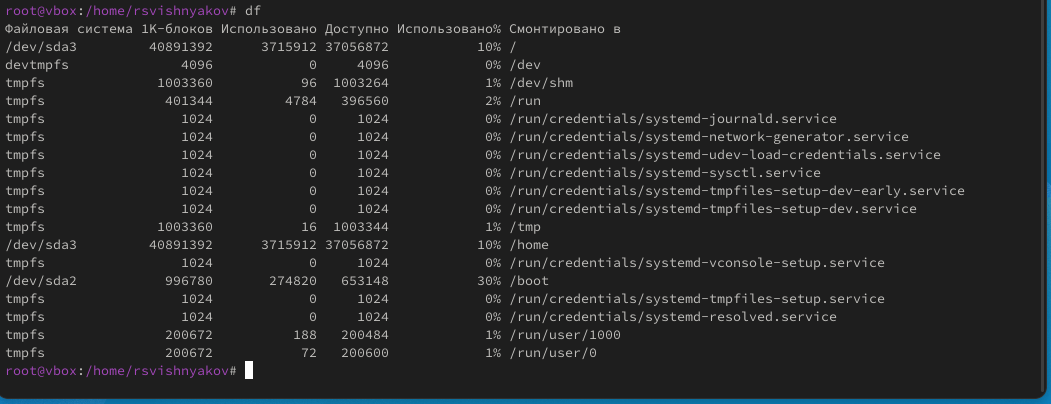 root@vbox:/home/rsvishnyakov# df
Файловая система 1K-блоков Использовано Доступно Использовано% Смонтировано в
/dev/sda3 40891392 3715912 37056872 10% /
devtmpfs 4096 0 4096 0% /dev
tmpfs 1003360 96 1003264 1% /dev/shm
tmpfs 401344 4784 396560 2% /run
tmpfs 1024 0 1024 0% /run/credentials/systemd-journald.service
tmpfs 1024 0 1024 0% /run/credentials/systemd-network-generator.service
tmpfs 1024 0 1024 0% /run/credentials/systemd-udev-load-credentials.service
tmpfs 1024 0 1024 0% /run/credentials/systemd-sysctl.service
tmpfs 1024 0 1024 0% /run/credentials/systemd-tmpfiles-setup-dev-early.service
tmpfs 1024 0 1024 0% /run/credentials/systemd-tmpfiles-setup-dev.service
tmpfs 1003360 16 1003344 1% /tmp
/dev/sda3 40891392 3715912 37056872 10% /home
tmpfs 1024 0 1024 0% /run/credentials/systemd-vconsole-setup.service
/dev/sda2 996780 274820 653148 30% /boot
tmpfs 1024 0 1024 0% /run/credentials/systemd-tmpfiles-setup.service
tmpfs 1024 0 1024 0% /run/credentials/systemd-resolved.service
tmpfs 200672 188 200484 1% /run/user/1000
tmpfs 200672 72 200600 1% /run/user/0
root@vbox:/home/rsvishnyakov#